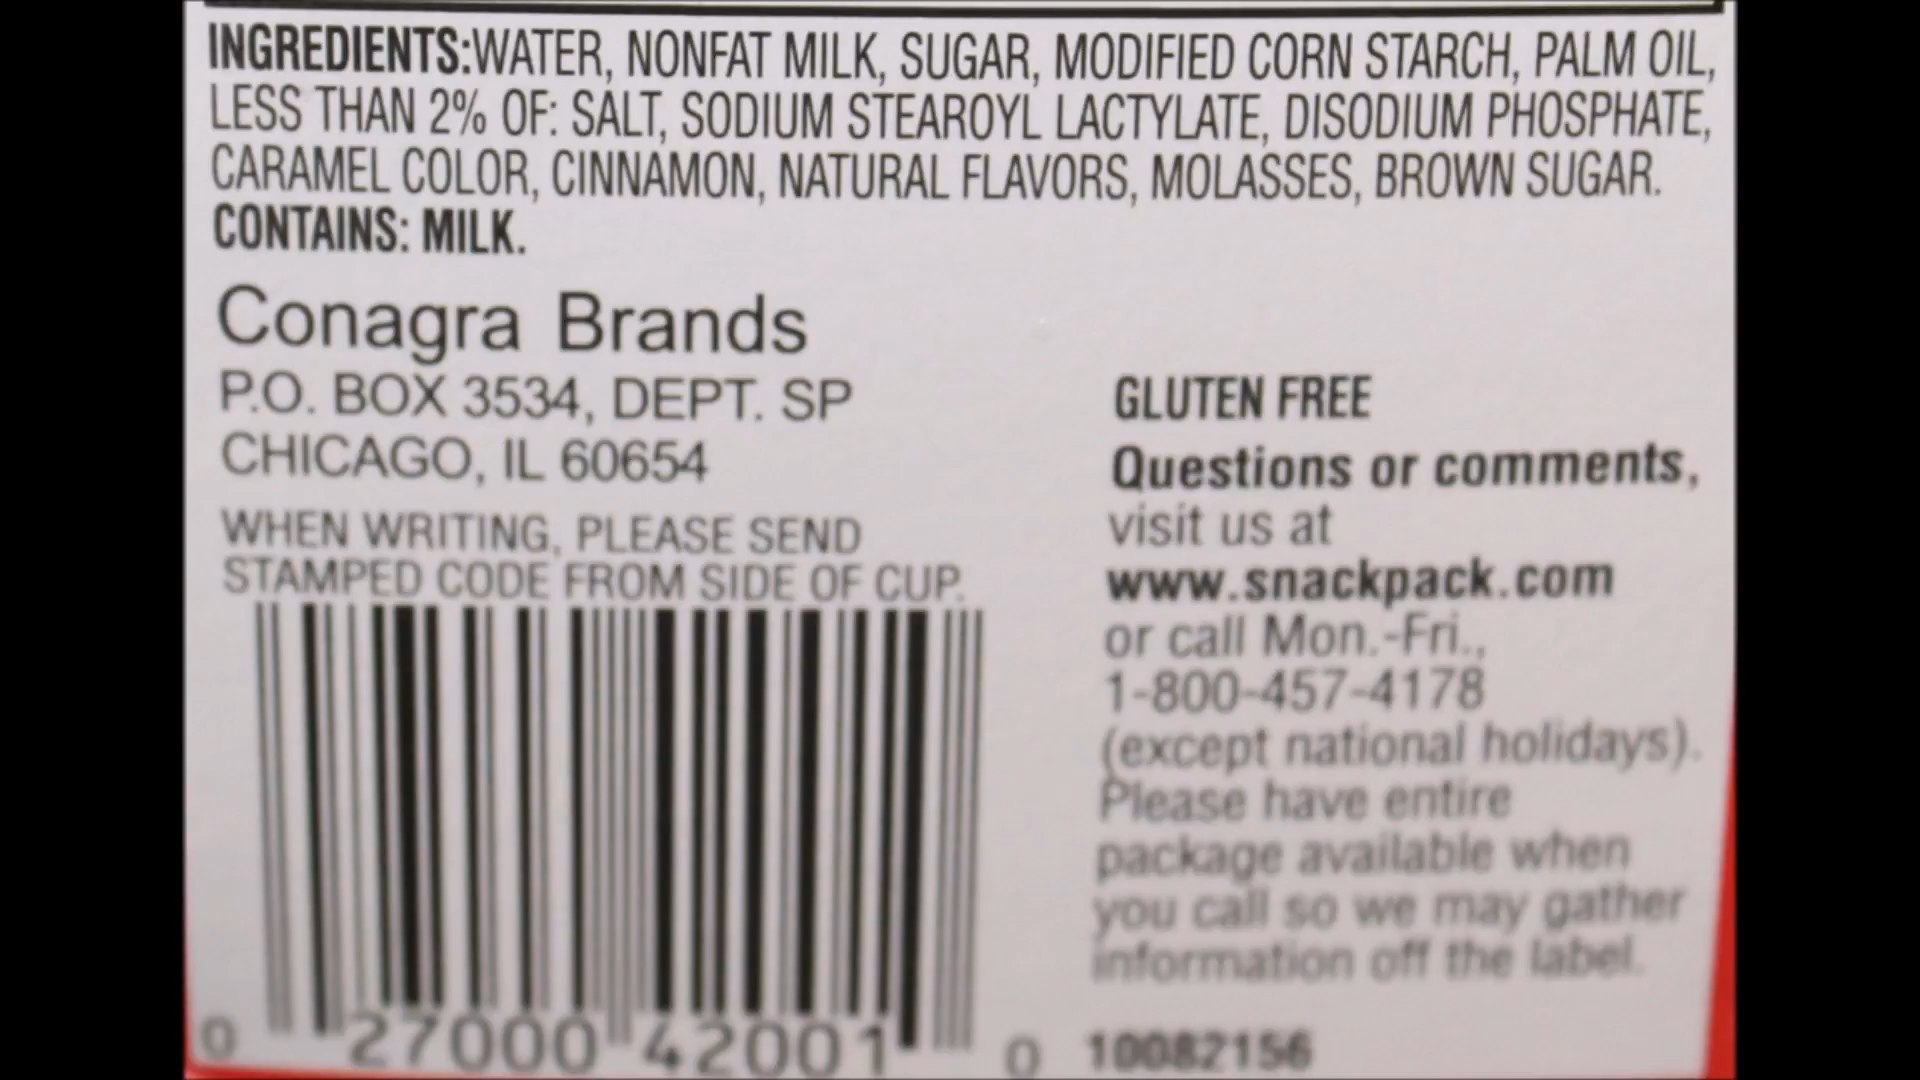 INGREDIENTS:WATER, NONFAT MILK, SUGAR, MODIFIED CORN STARCH, PALM OIL,
LESS THAN 2% OF: SALT, SODIUM STEAROYL LACTYLATE, DISODIUM PHOSPHATE,
CARAMEL COLOR, CINNAMON, NATURAL FLAVORS, MOLASSES, BROWN SUGAR.
CONTAINS: MILK.
Conagra Brands
P.O. BOX 3534, DEPT. SP
CHICAGO, IL 60654
WHEN WRITING, PLEASE SEND
STAMPED CODE FROM SIDE OF CUP.
0 27000 42001 0
GLUTEN FREE
Questions or comments,
visit us at
www.snackpack.com
or call Mon.-Fri.,
1-800-457-4178
(except national holidays).
Please have entire
package available when
you call so we may gather
information off the label.
10082156